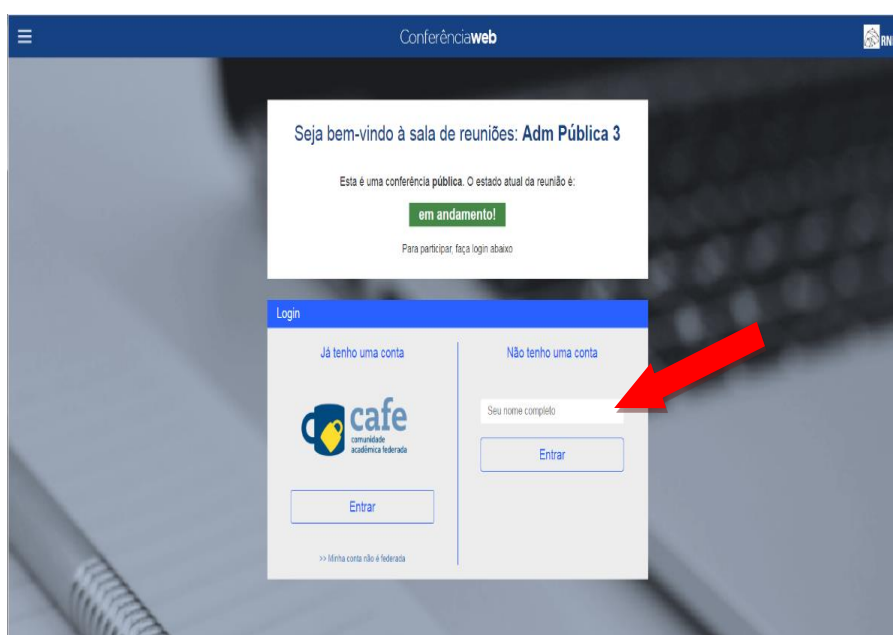 Conferênciaweb
RN
Seja bem-vindo à sala de reuniões: Adm Pública 3
Esta é uma conferência pública. O estado atual da reunião é:
em andamento!
Para participar, faça login abaixo
Login
Já tenho uma conta
cafe
comunidade
acadêmica federada
Entrar
>> Minha conta não é federada
Não tenho uma conta
Seu nome completo
Entrar